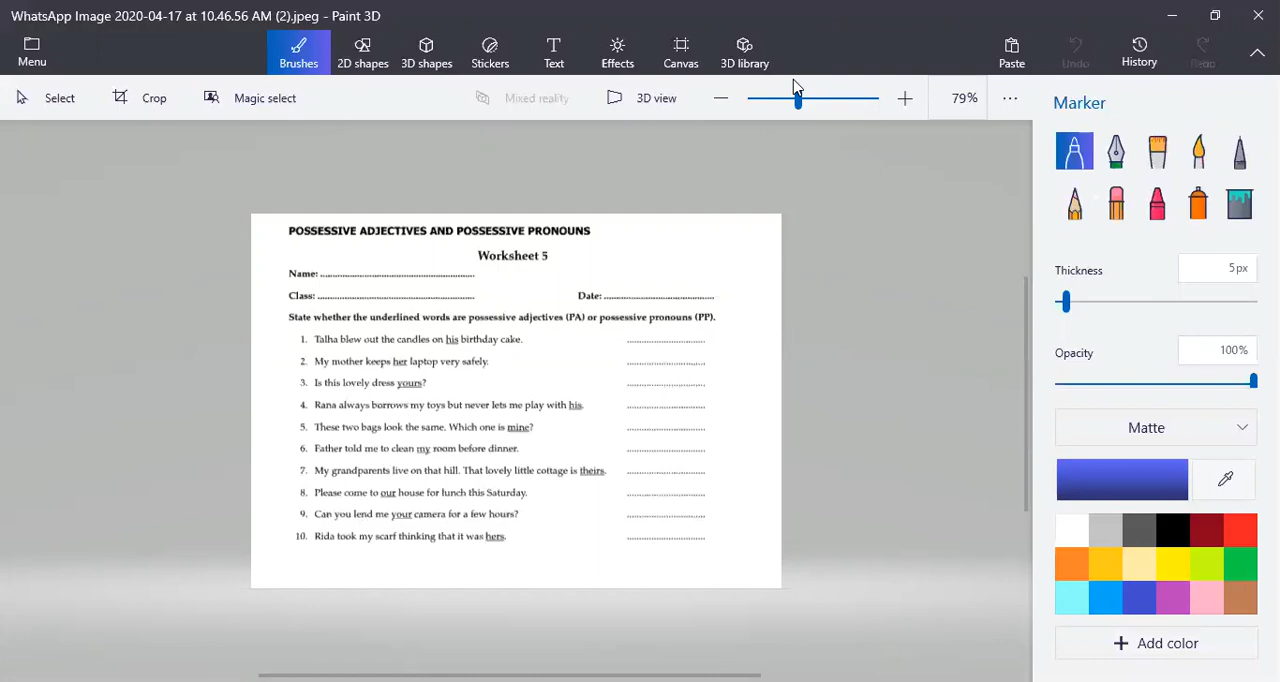 WhatsApp Image 2020-04-17 at 10.46.56 AM (2).jpeg - Paint 3D
Menu
Brushes
2D shapes
3D shapes
Stickers
Text
Effects
Canvas
3D library
Paste
Undo
History
Redo
Select
Crop
Magic select
Mixed reality
3D view
79%
Marker
Thickness
5px
Opacity
100%
Matte
Add color
POSSESSIVE ADJECTIVES AND POSSESSIVE PRONOUNS
Worksheet 5
Name: ..........................................................
Class: ..........................................................
Date: ..........................................
State whether the underlined words are possessive adjectives (PA) or possessive pronouns (PP).
1. Talha blew out the candles on his birthday cake. ..............................
2. My mother keeps her laptop very safely. ..............................
3. Is this lovely dress yours? ..............................
4. Rana always borrows my toys but never lets me play with his. ..............................
5. These two bags look the same. Which one is mine? ..............................
6. Father told me to clean my room before dinner. ..............................
7. My grandparents live on that hill. That lovely little cottage is theirs. ..............................
8. Please come to our house for lunch this Saturday. ..............................
9. Can you lend me your camera for a few hours? ..............................
10. Rida took my scarf thinking that it was hers. ..............................